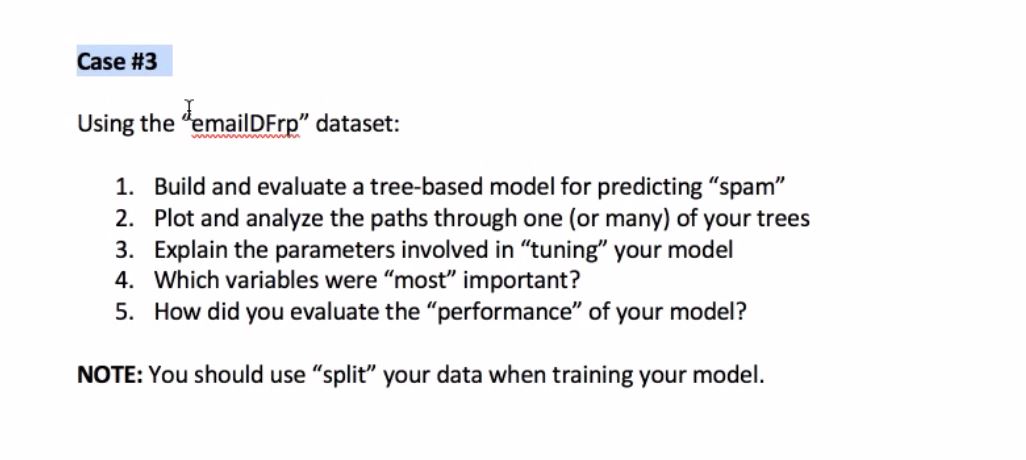 Case #3
Using the “emailDFrp” dataset:
1. Build and evaluate a tree-based model for predicting “spam”
2. Plot and analyze the paths through one (or many) of your trees
3. Explain the parameters involved in “tuning” your model
4. Which variables were “most” important?
5. How did you evaluate the “performance” of your model?
NOTE: You should use “split” your data when training your model.